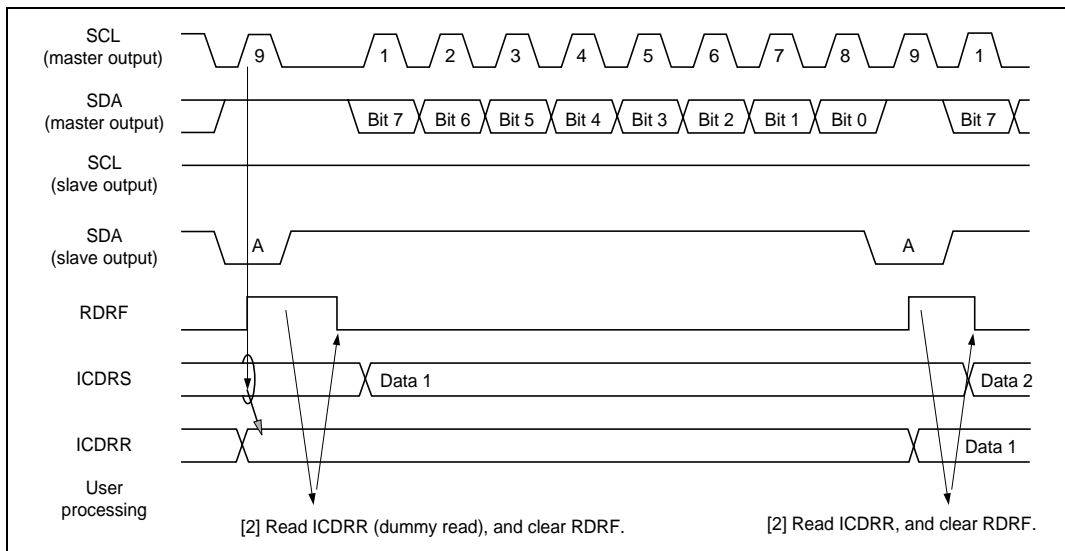 SCL
(master output)
9 1 2 3 4 5 6 7 8 9 1
SDA
(master output)
Bit 7 Bit 6 Bit 5 Bit 4 Bit 3 Bit 2 Bit 1 Bit 0 Bit 7
SCL
(slave output)
SDA
(slave output)
A A
RDRF
ICDRS
Data 1 Data 2
ICDRR
Data 1
User
processing
[2] Read ICDRR (dummy read), and clear RDRF. [2] Read ICDRR, and clear RDRF.